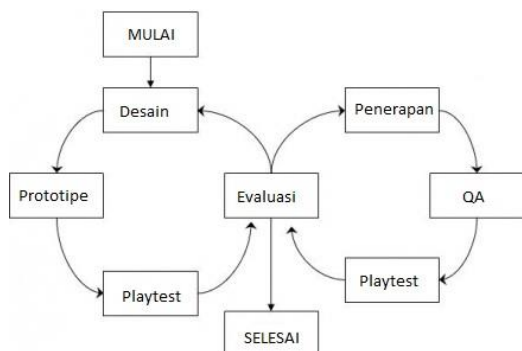 MULAI
Desain
Penerapan
Prototipe
Evaluasi
QA
Playtest
Playtest
SELESAI